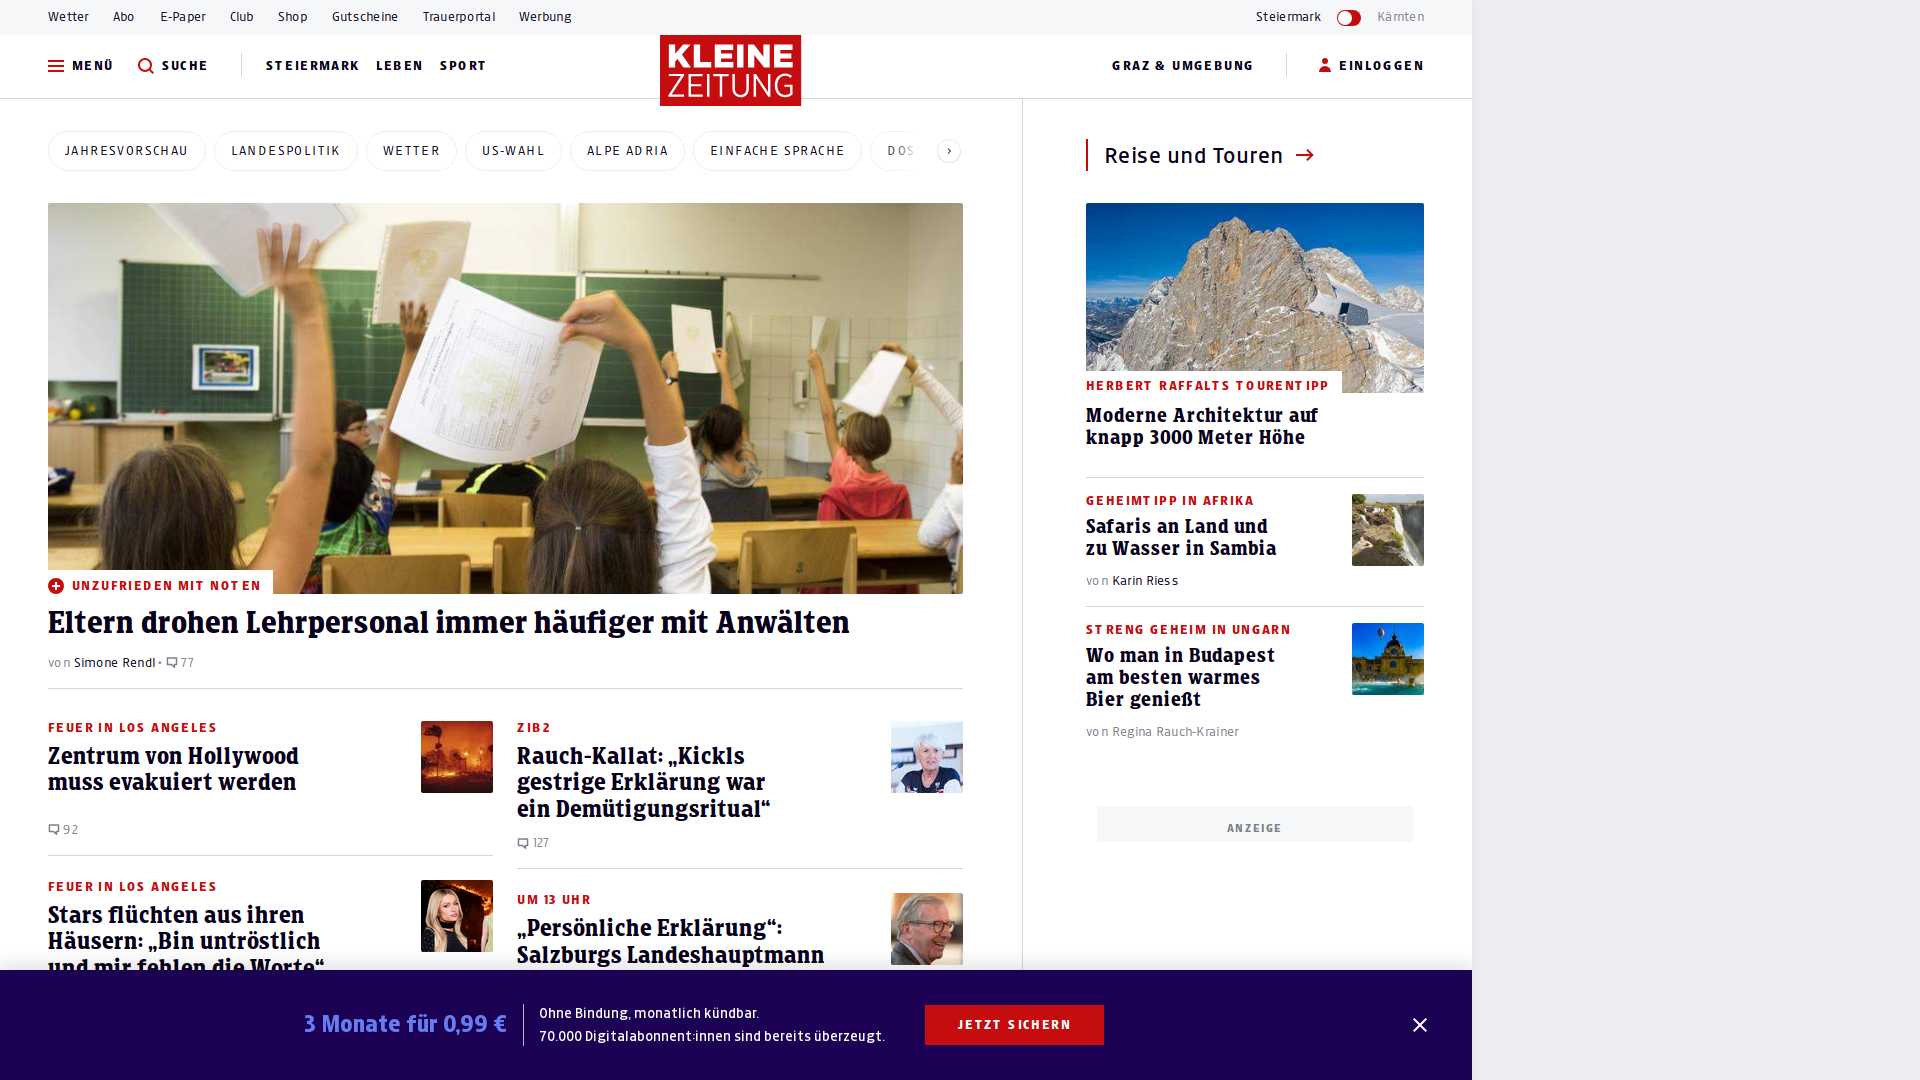 Wetter Abo E-Paper Club Shop Gutscheine Trauerportal Werbung Steiermark Kärnten
MENÜ SUCHE STEIERMARK LEBEN SPORT KLEINE ZEITUNG GRAZ & UMGEBUNG EINLOGGEN
JAHRESVORSCHAU LANDESPOLITIK WETTER US-WAHL ALPE ADRIA EINFACHE SPRACHE DOS
UNZUFRIEDEN MIT NOTEN
Eltern drohen Lehrpersonal immer häufiger mit Anwälten
von Simone Rendl • 77
FEUER IN LOS ANGELES
Zentrum von Hollywood
muss evakuiert werden
92
FEUER IN LOS ANGELES
Stars flüchten aus ihren
Häusern: „Bin untröstlich
und mir fehlen die Worte“
ZIB2
Rauch-Kallat: „Kickls
gestrige Erklärung war
ein Demütigungsritual“
127
UM 13 UHR
„Persönliche Erklärung“:
Salzburgs Landeshauptmann
Reise und Touren
HERBERT RAFFALTS TOURENTIPP
Moderne Architektur auf
knapp 3000 Meter Höhe
GEHEIMTIPP IN AFRIKA
Safaris an Land und
zu Wasser in Sambia
von Karin Riess
STRENG GEHEIM IN UNGARN
Wo man in Budapest
am besten warmes
Bier genießt
von Regina Rauch-Krainer
ANZEIGE
3 Monate für 0,99 €
Ohne Bindung, monatlich kündbar.
70.000 Digitalabonnent:innen sind bereits überzeugt.
JETZT SICHERN